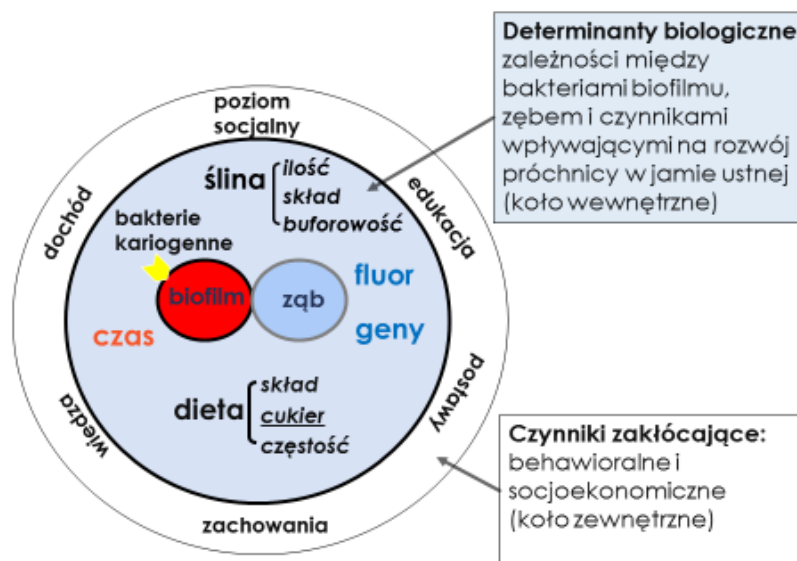 Determinanty biologiczne
zależności między
bakteriami biofilmu,
zębem i czynnikami
wpływającymi na rozwój
próchnicy w jamie ustnej
(koło wewnętrzne)
poziom
socjalny
edukacja
dochód
ślina
ilość
skład
buforowość
bakterie
kariogenne
biofilm
ząb
fluor
geny
czas
dieta
skład
cukier
częstość
wiedza
postawy
zachowania
Czynniki zakłócające:
behawioralne i
socjoekonomiczne
(koło zewnętrzne)